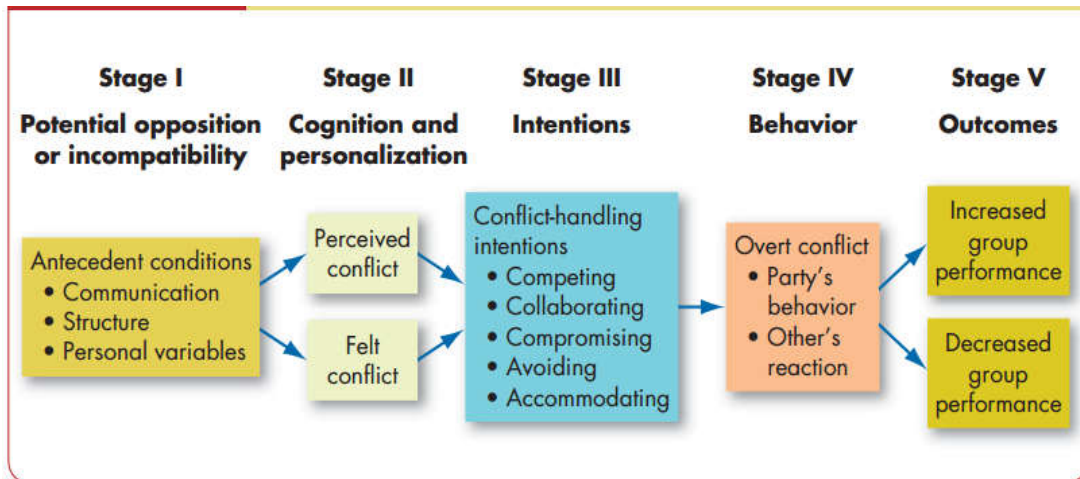 Stage I
Potential opposition
or incompatibility
Stage II
Cognition and
personalization
Stage III
Intentions
Stage IV
Behavior
Stage V
Outcomes
Antecedent conditions
• Communication
• Structure
• Personal variables
Perceived
conflict
Felt
conflict
Conflict-handling
intentions
• Competing
• Collaborating
• Compromising
• Avoiding
• Accommodating
Overt conflict
• Party's
behavior
• Other's
reaction
Increased
group
performance
Decreased
group
performance